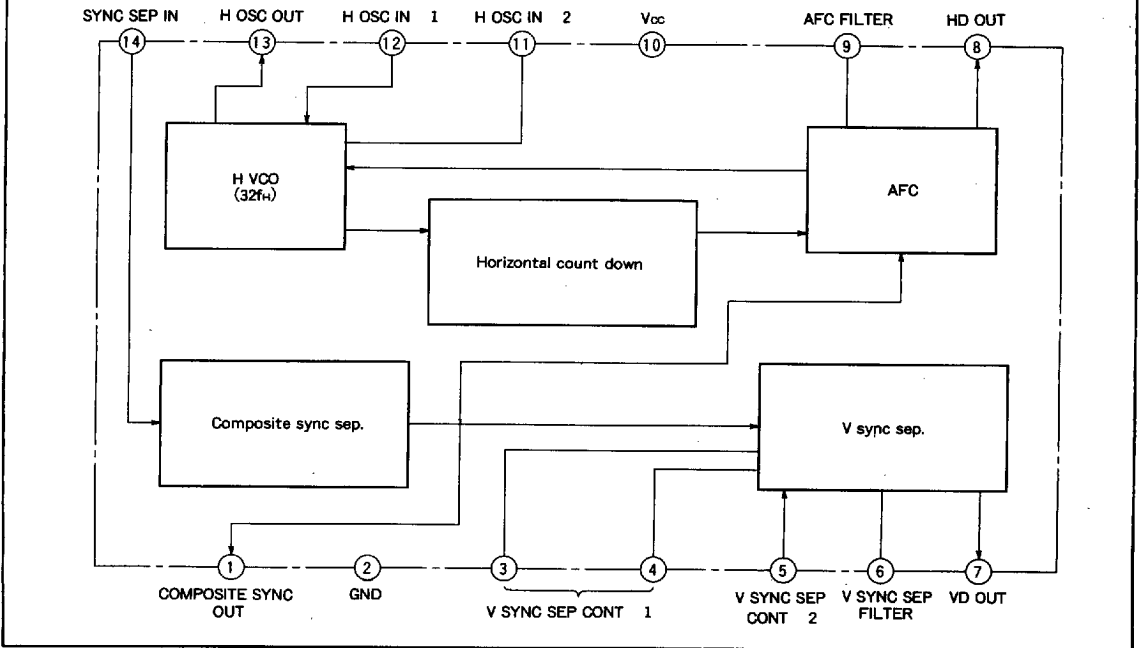 SYNC SEP IN H OSC OUT H OSC IN 1 H OSC IN 2 Vcc AFC FILTER HD OUT
14 13 12 11 10 9 8
H VCO
(32fH)
AFC
Horizontal count down
Composite sync sep.
V sync sep.
1 2 3 4 5 6 7
COMPOSITE SYNC
OUT
GND
V SYNC SEP CONT 1
V SYNC SEP
CONT 2
V SYNC SEP
FILTER
VD OUT